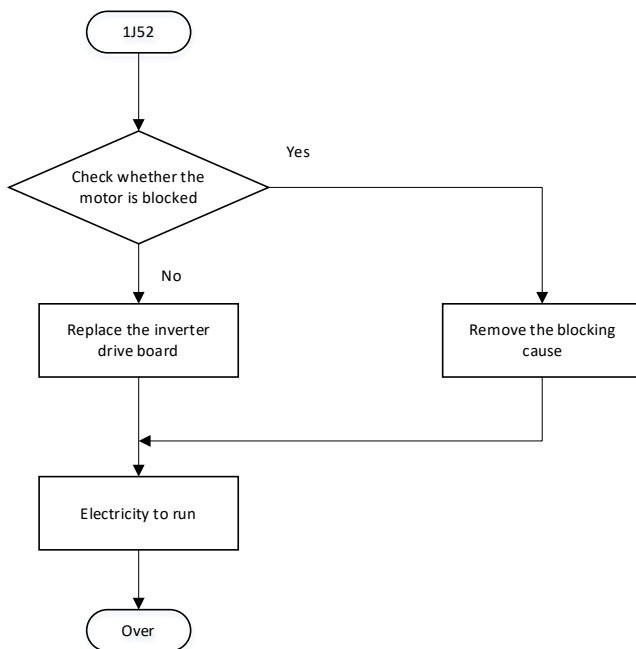 1J52
Yes
Check whether the
motor is blocked
No
Replace the inverter
drive board
Remove the blocking
cause
Electricity to run
Over